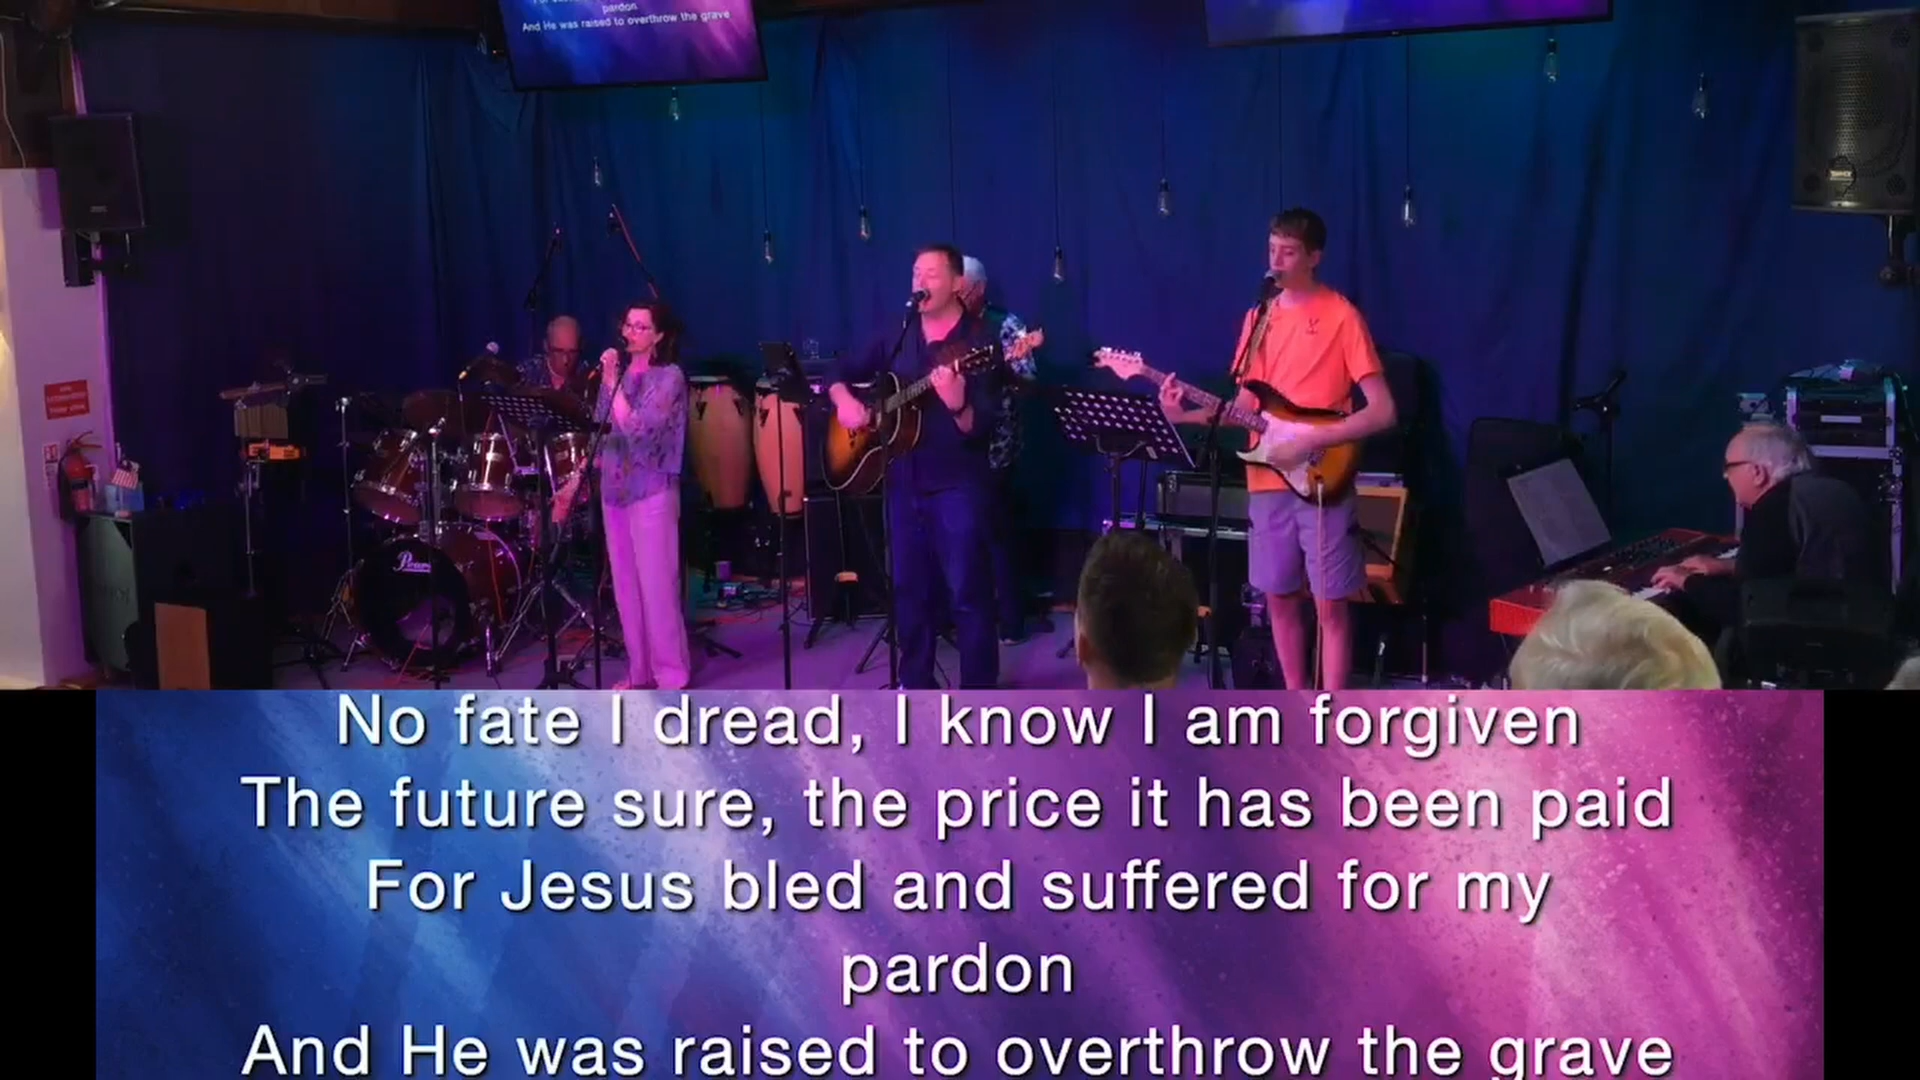 pardon
And He was raised to overthrow the grave
Pearl
No fate I dread, I know I am forgiven
The future sure, the price it has been paid
For Jesus bled and suffered for my
pardon
And He was raised to overthrow the grave